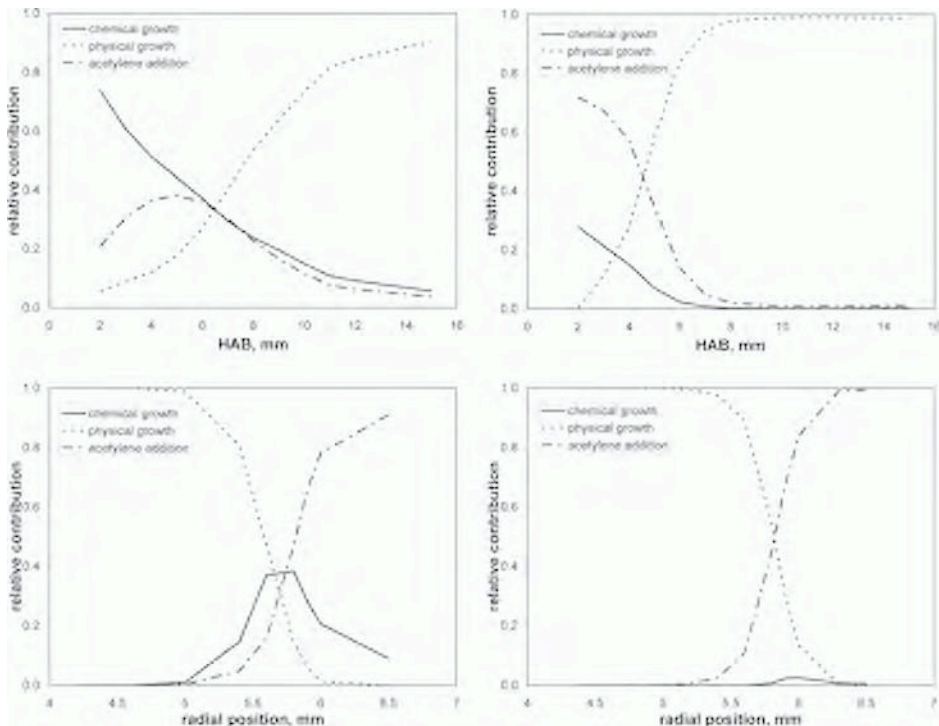 1.0
0.8
0.6
0.4
0.2
0.0
relative contribution
chemical growth
physical growth
acetylene addition
0 2 4 6 8 10 12 14 16
HAB, mm
1.0
0.8
0.6
0.4
0.2
0.0
relative contribution
chemical growth
physical growth
acetylene addition
0 2 4 6 8 10 12 14 16
HAB, mm
1.0
0.8
0.6
0.4
0.2
0.0
relative contribution
chemical growth
physical growth
acetylene addition
4 4.5 5 5.5 6 6.5 7
radial position, mm
1.0
0.8
0.6
0.4
0.2
0.0
relative contribution
chemical growth
physical growth
acetylene addition
4 4.5 5 5.5 6 6.5 7
radial position, mm